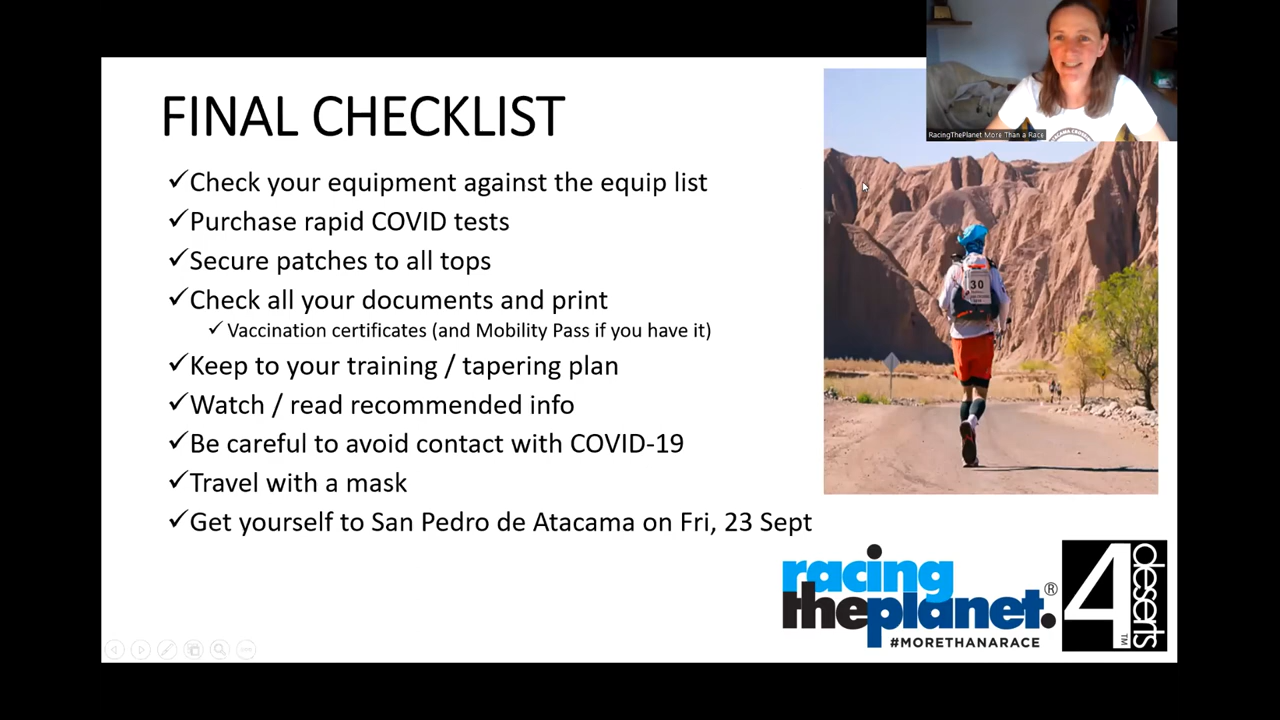 FINAL CHECKLIST
✓Check your equipment against the equip list
✓Purchase rapid COVID tests
✓Secure patches to all tops
✓Check all your documents and print
✓Vaccination certificates (and Mobility Pass if you have it)
✓Keep to your training / tapering plan
✓Watch / read recommended info
✓Be careful to avoid contact with COVID-19
✓Travel with a mask
✓Get yourself to San Pedro de Atacama on Fri, 23 Sept
RacingThePlanet More Than a Race
30
racing
theplanet.®
#MORETHANARACE
4 deserts™